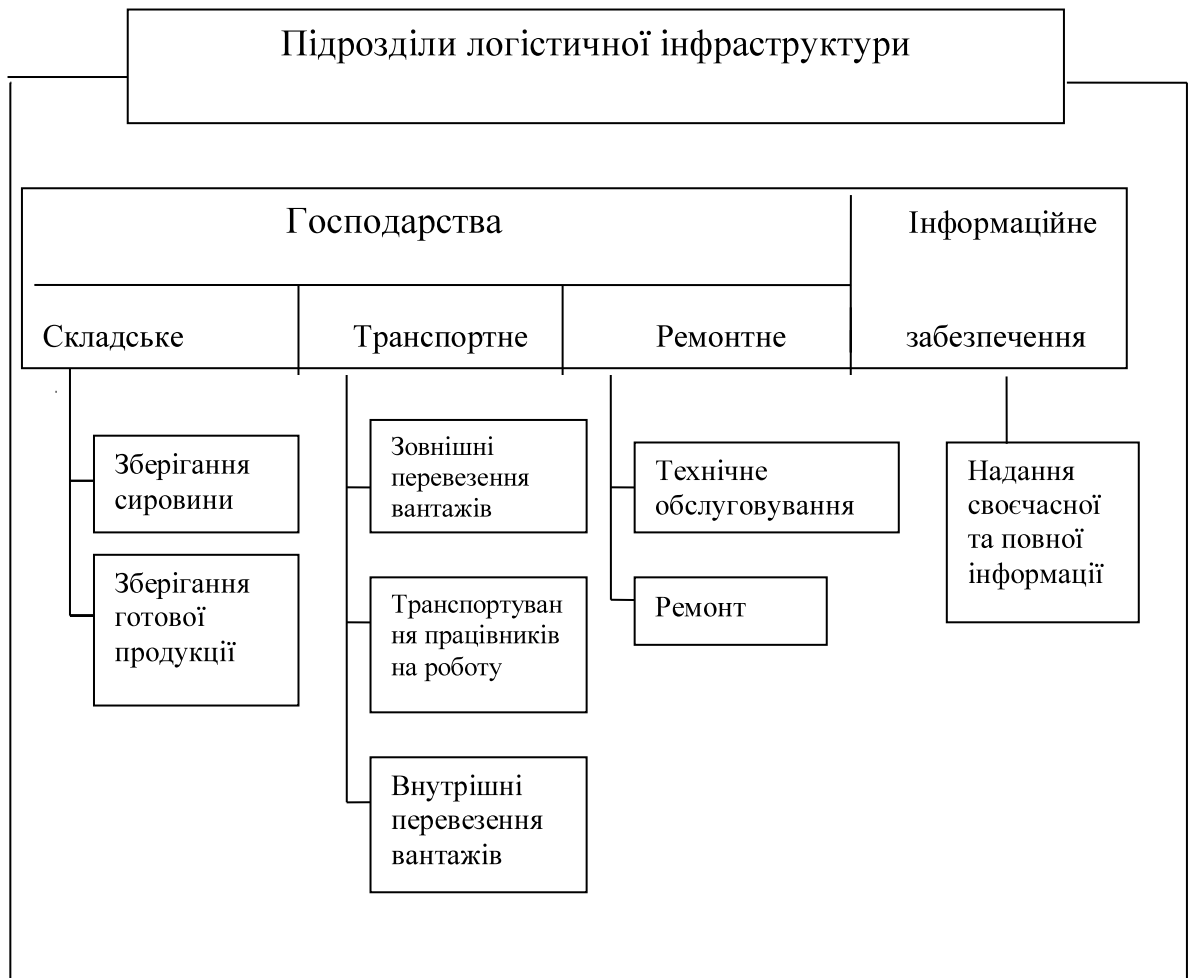 Підрозділи логістичної інфраструктури
Господарства
Інформаційне
Складське
Транспортне
Ремонтне
забезпечення
Зберігання
сировини
Зберігання
готової
продукції
Зовнішні
перевезення
вантажів
Транспортуван
ня працівників
на роботу
Внутрішні
перевезення
вантажів
Технічне
обслуговування
Ремонт
Надання
своєчасної
та повної
інформації